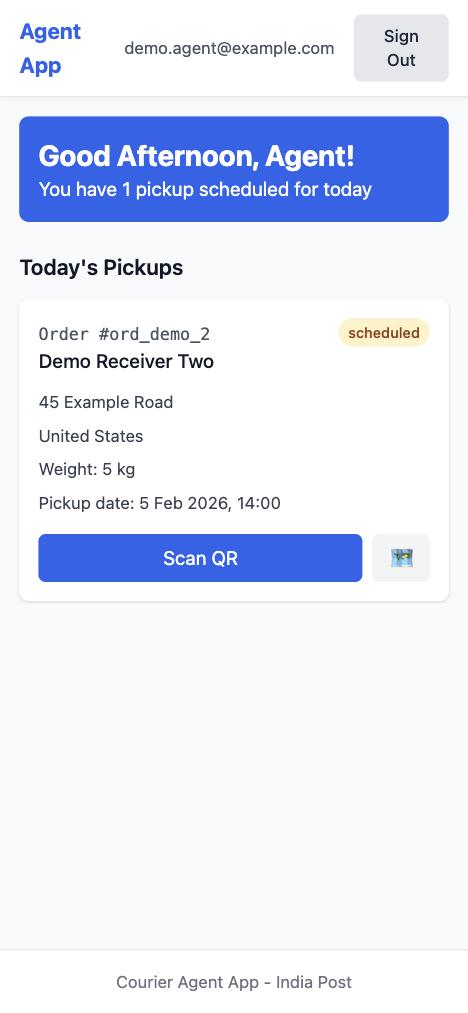 Agent
App
demo.agent@example.com
Sign
Out
Good Afternoon, Agent!
You have 1 pickup scheduled for today
Today's Pickups
Order #ord_demo_2
scheduled
Demo Receiver Two
45 Example Road
United States
Weight: 5 kg
Pickup date: 5 Feb 2026, 14:00
Scan QR
Courier Agent App - India Post